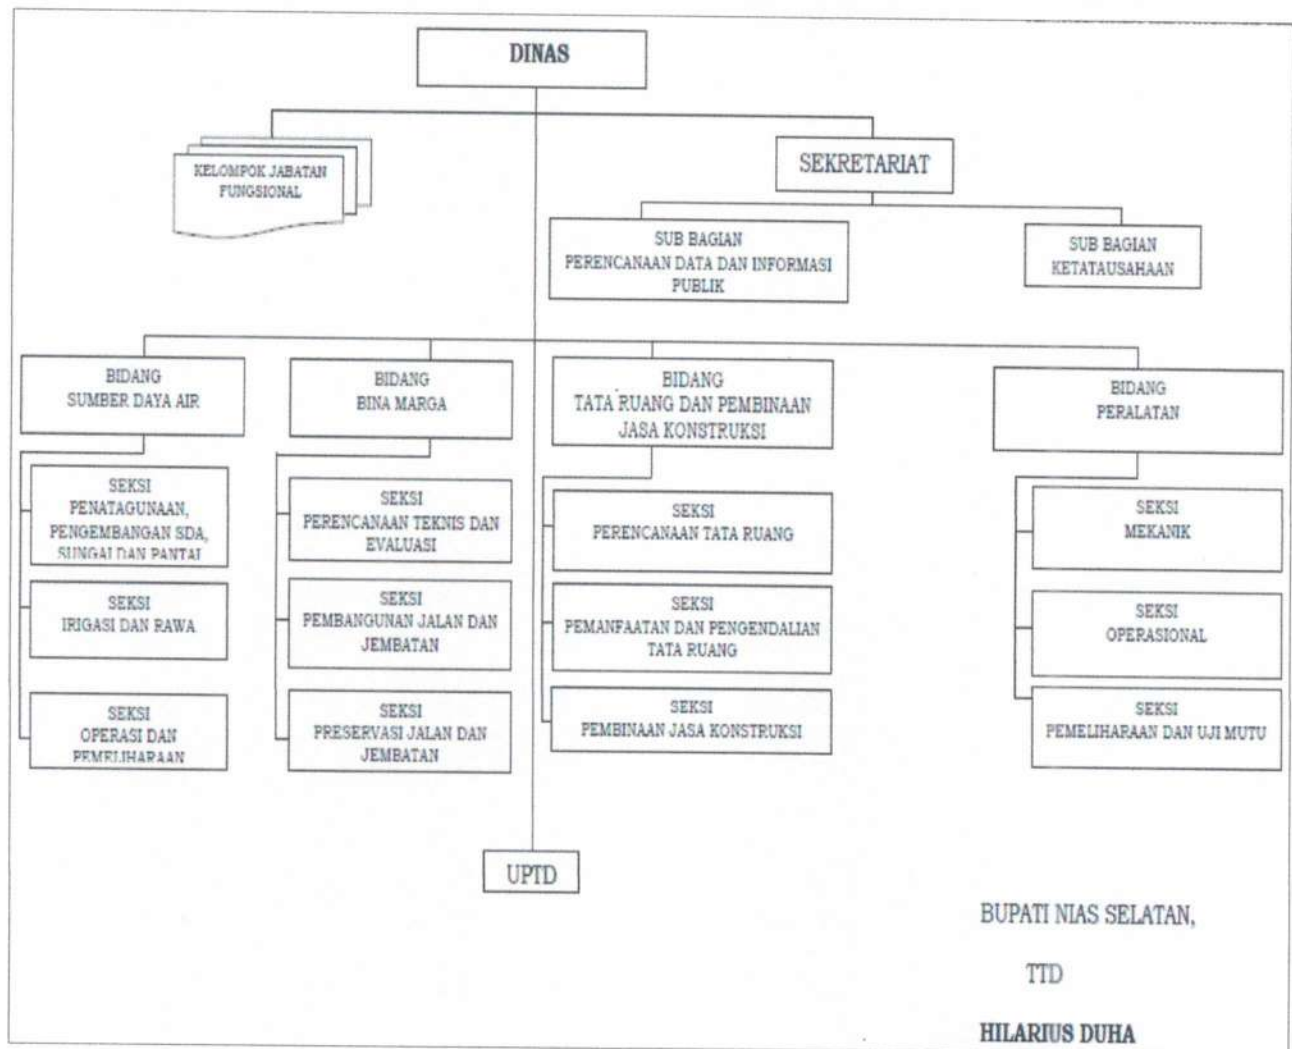 DINAS
KELOMPOK JABATAN
FUNGSIONAL
SEKRETARIAT
SUB BAGIAN
PERENCANAAN DATA DAN INFORMASI
PUBLIK
SUB BAGIAN
KETATAUSAHAAN
BIDANG
SUMBER DAYA AIR
BIDANG
BINA MARGA
BIDANG
TATA RUANG DAN PEMBINAAN
JASA KONSTRUKSI
BIDANG
PERALATAN
SEKSI
PENATAGUNAAN,
PENGEMBANGAN SDA,
SUNGAI DAN PANTAI
SEKSI
IRIGASI DAN RAWA
SEKSI
OPERASI DAN
PEMELIHARAAN
SEKSI
PERENCANAAN TEKNIS DAN
EVALUASI
SEKSI
PEMBANGUNAN JALAN DAN
JEMBATAN
SEKSI
PRESERVASI JALAN DAN
JEMBATAN
SEKSI
PERENCANAAN TATA RUANG
SEKSI
PEMANFAATAN DAN PENGENDALIAN
TATA RUANG
SEKSI
PEMBINAAN JASA KONSTRUKSI
SEKSI
MEKANIK
SEKSI
OPERASIONAL
SEKSI
PEMELIHARAAN DAN UJI MUTU
UPTD
BUPATI NIAS SELATAN,
TTD
HILARIUS DUHA